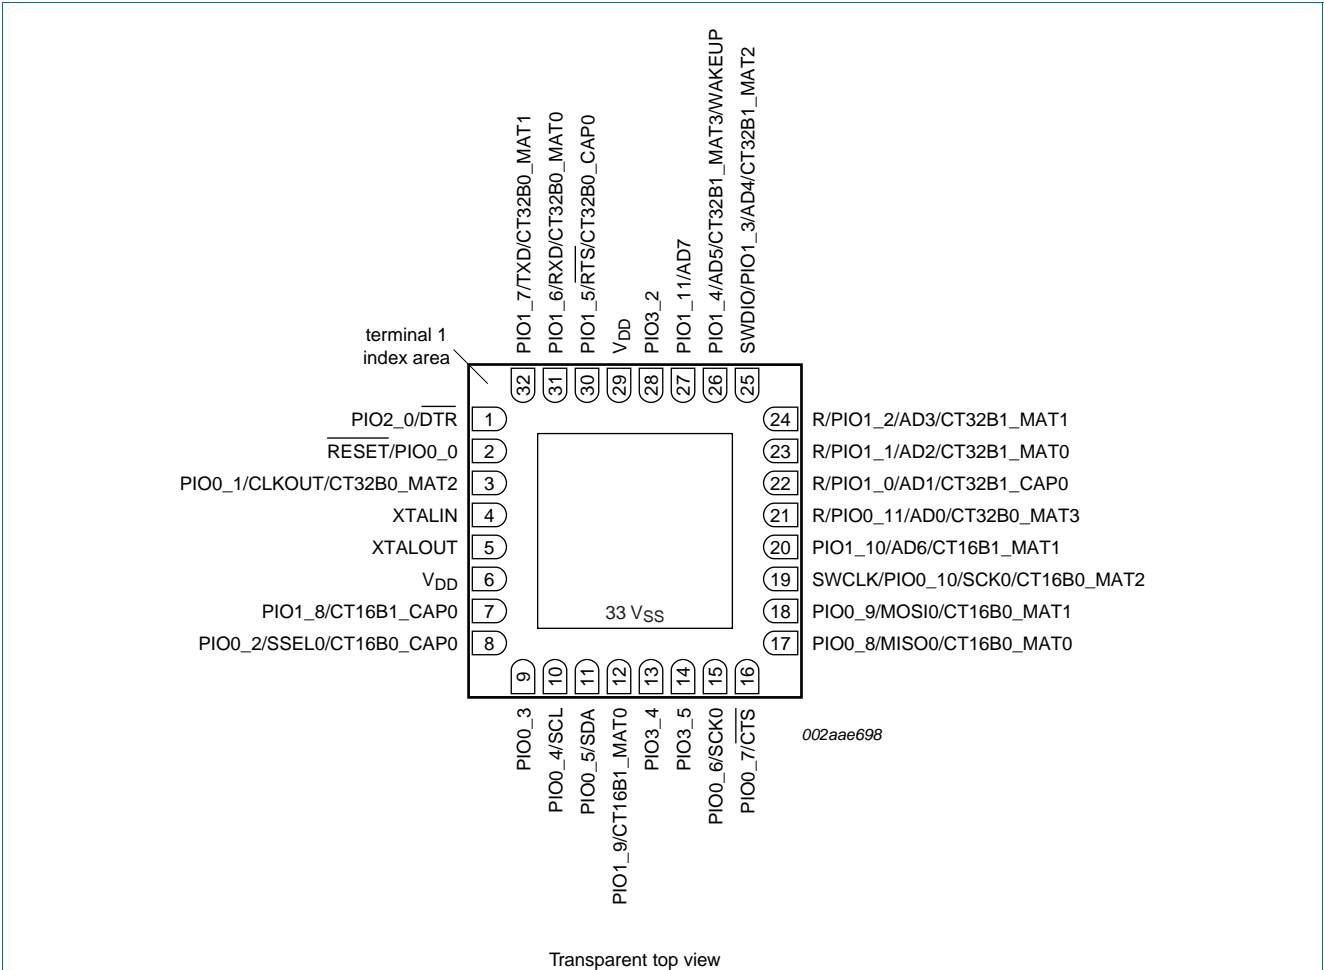 PIO1_7/TXD/CT32B0_MAT1
PIO1_6/RXD/CT32B0_MAT0
PIO1_5/RTS/CT32B0_CAP0
VDD
PIO3_2
PIO1_11/AD7
PIO1_4/AD5/CT32B1_MAT3/WAKEUP
SWDIO/PIO1_3/AD4/CT32B1_MAT2
terminal 1
index area
32 31 30 29 28 27 26 25
PIO2_0/DTR 1
RESET/PIO0_0 2
PIO0_1/CLKOUT/CT32B0_MAT2 3
XTALIN 4
XTALOUT 5
VDD 6
PIO1_8/CT16B1_CAP0 7
PIO0_2/SSEL0/CT16B0_CAP0 8
24 R/PIO1_2/AD3/CT32B1_MAT1
23 R/PIO1_1/AD2/CT32B1_MAT0
22 R/PIO1_0/AD1/CT32B1_CAP0
21 R/PIO0_11/AD0/CT32B0_MAT3
20 PIO1_10/AD6/CT16B1_MAT1
19 SWCLK/PIO0_10/SCK0/CT16B0_MAT2
18 PIO0_9/MOSI0/CT16B0_MAT1
17 PIO0_8/MISO0/CT16B0_MAT0
33 VSS
9 10 11 12 13 14 15 16
PIO0_3
PIO0_4/SCL
PIO0_5/SDA
PIO1_9/CT16B1_MAT0
PIO3_4
PIO3_5
PIO0_6/SCK0
PIO0_7/CTS
002aae698
Transparent top view